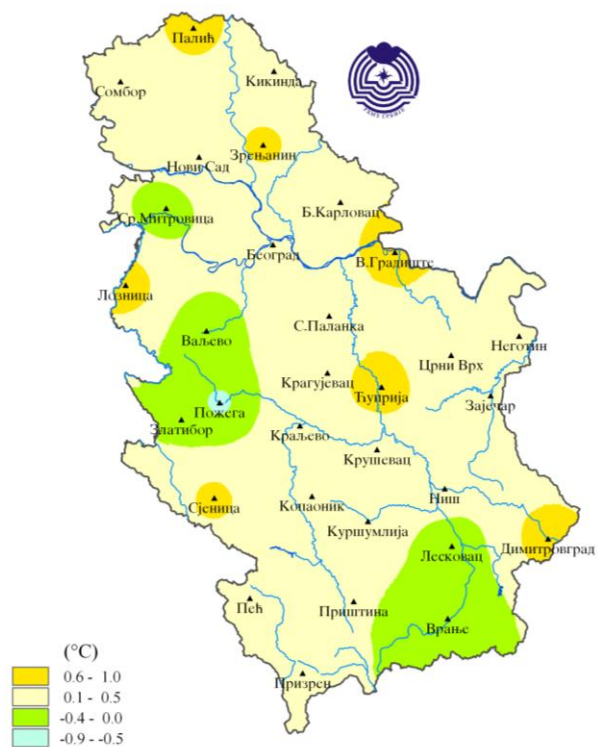 Палић
Кикинда
Сомбор
Зрењанин
Нови Сад
Ср.Митровица
Б.Карловац
Београд
В.Градиште
Лозница
С.Паланка
Ваљево
Неготин
Црни Врх
Крагујевац
Ћуприја
Зајечар
Пожега
Златибор
Краљево
Крушевац
Сјеница
Копаоник
Ниш
Куршумлија
Лесковац
Димитровград
Пећ
Приштина
Врање
Призрен
(°C)
0.6 - 1.0
0.1 - 0.5
-0.4 - 0.0
-0.9 - -0.5